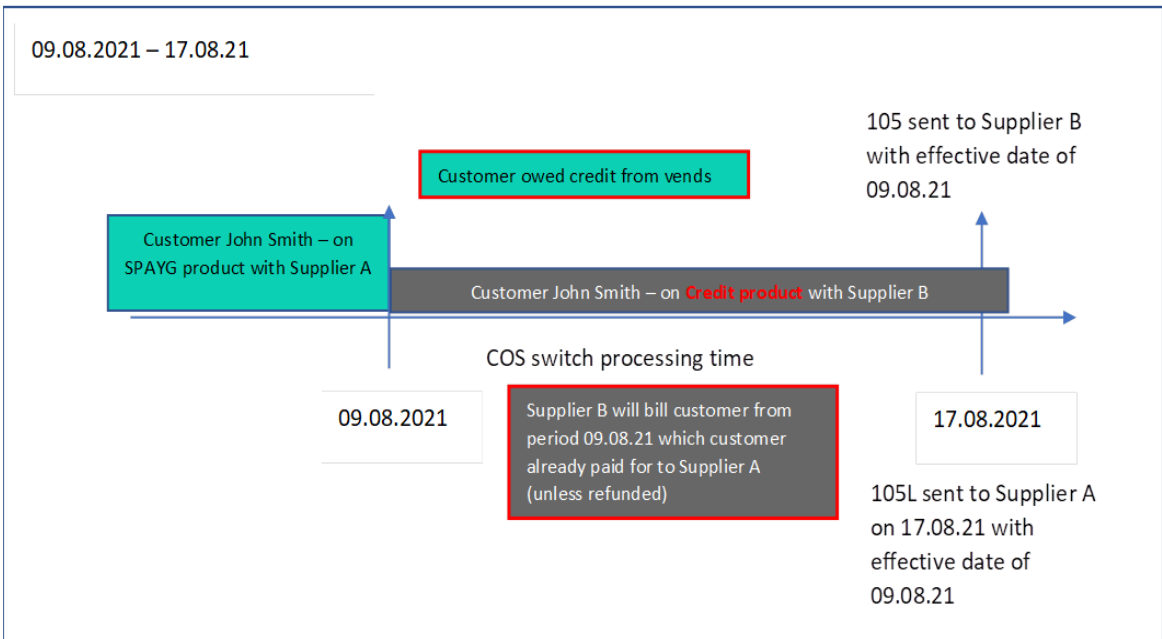 09.08.2021 – 17.08.21
105 sent to Supplier B
with effective date of
09.08.21
Customer owed credit from vends
Customer John Smith – on
SPAYG product with Supplier A
Customer John Smith – on Credit product with Supplier B
COS switch processing time
09.08.2021
Supplier B will bill customer from
period 09.08.21 which customer
already paid for to Supplier A
(unless refunded)
17.08.2021
105L sent to Supplier A
on 17.08.21 with
effective date of
09.08.21